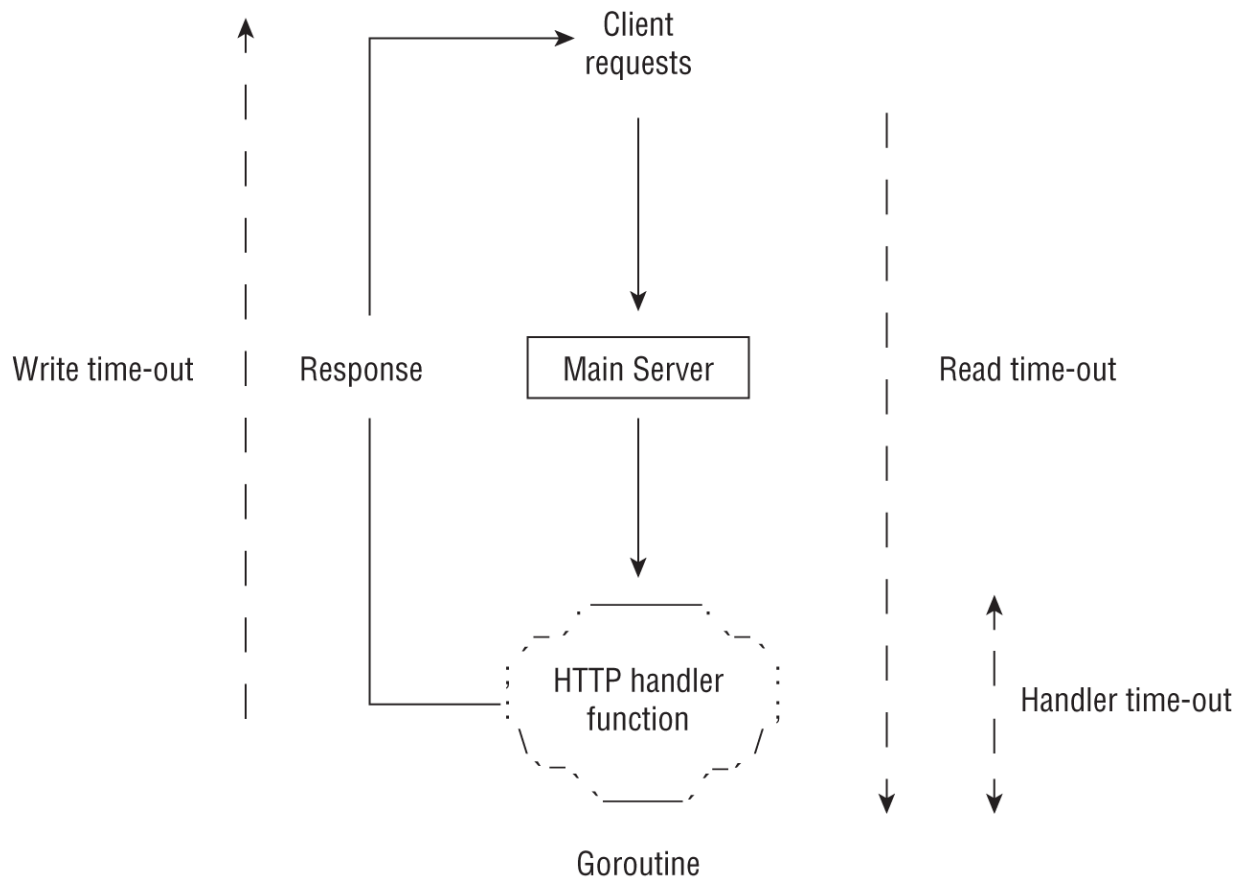 Client
requests
Write time-out
Response
Main Server
Read time-out
HTTP handler
function
Handler time-out
Goroutine